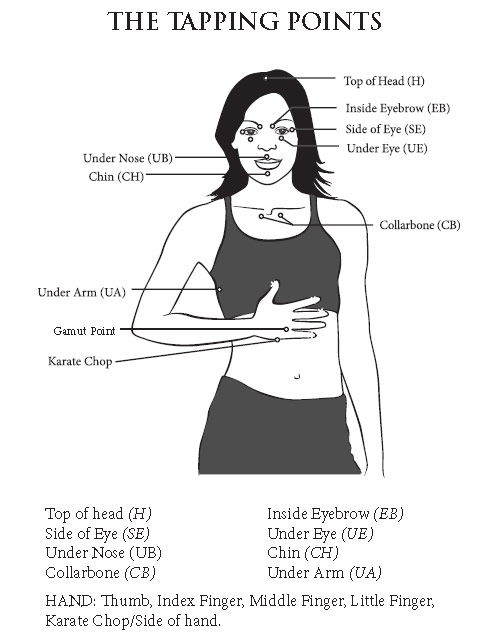 THE TAPPING POINTS
Top of Head (H)
Inside Eyebrow (EB)
Side of Eye (SE)
Under Eye (UE)
Under Nose (UB)
Chin (CH)
Collarbone (CB)
Under Arm (UA)
Gamut Point
Karate Chop
Top of head (H)
Inside Eyebrow (EB)
Side of Eye (SE)
Under Eye (UE)
Under Nose (UB)
Chin (CH)
Collarbone (CB)
Under Arm (UA)
HAND: Thumb, Index Finger, Middle Finger, Little Finger,
Karate Chop/Side of hand.